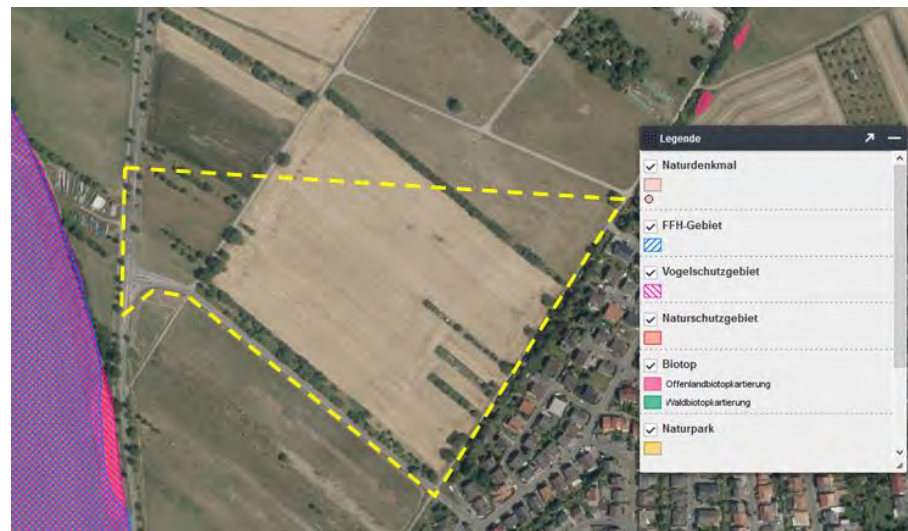 Legende
Naturdenkmal
FFH-Gebiet
Vogelschutzgebiet
Naturschutzgebiet
Biotop
Offenlandbiotopkartierung
Waldbiotopkartierung
Naturpark